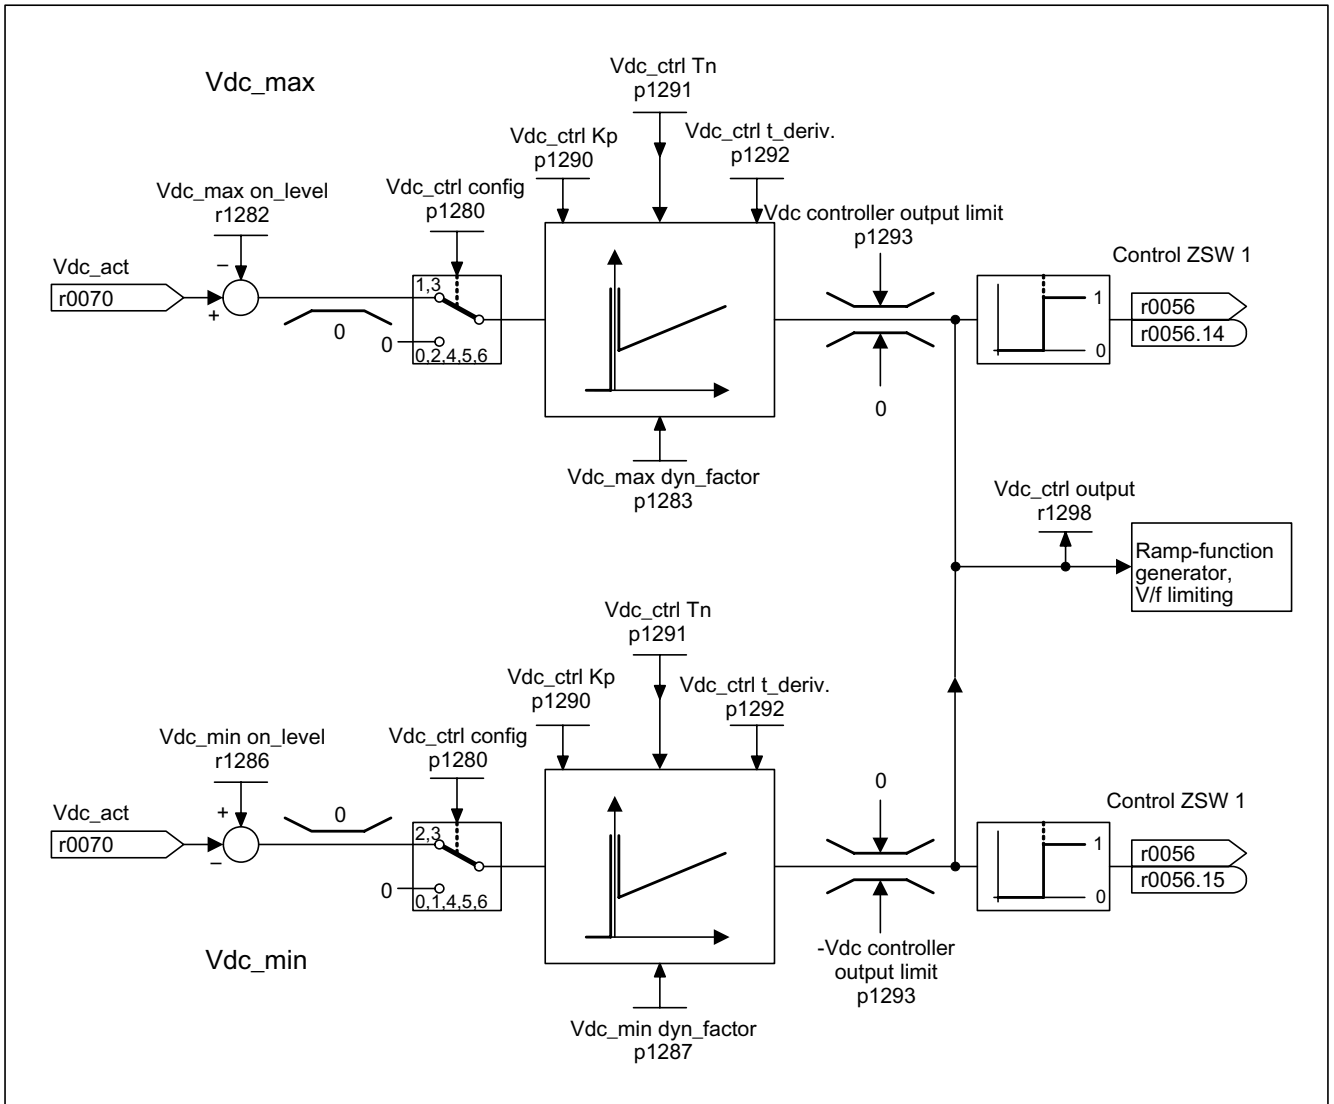 Vdc_max
Vdc_ctrl Tn
p1291
Vdc_ctrl Kp
p1290
Vdc_ctrl t_deriv.
p1292
Vdc_max on_level
r1282
Vdc_ctrl config
p1280
Vdc controller output limit
p1293
Control ZSW 1
Vdc_act
r0070
–
+
0
1,3
0
0,2,4,5,6
0
1
0
r0056
r0056.14
Vdc_max dyn_factor
p1283
Vdc_ctrl output
r1298
Ramp-function
generator,
V/f limiting
Vdc_ctrl Tn
p1291
Vdc_ctrl Kp
p1290
Vdc_ctrl t_deriv.
p1292
Vdc_min on_level
r1286
Vdc_ctrl config
p1280
0
Control ZSW 1
Vdc_act
r0070
+
–
0
2,3
0
0,1,4,5,6
1
0
r0056
r0056.15
-Vdc controller
output limit
p1293
Vdc_min
Vdc_min dyn_factor
p1287